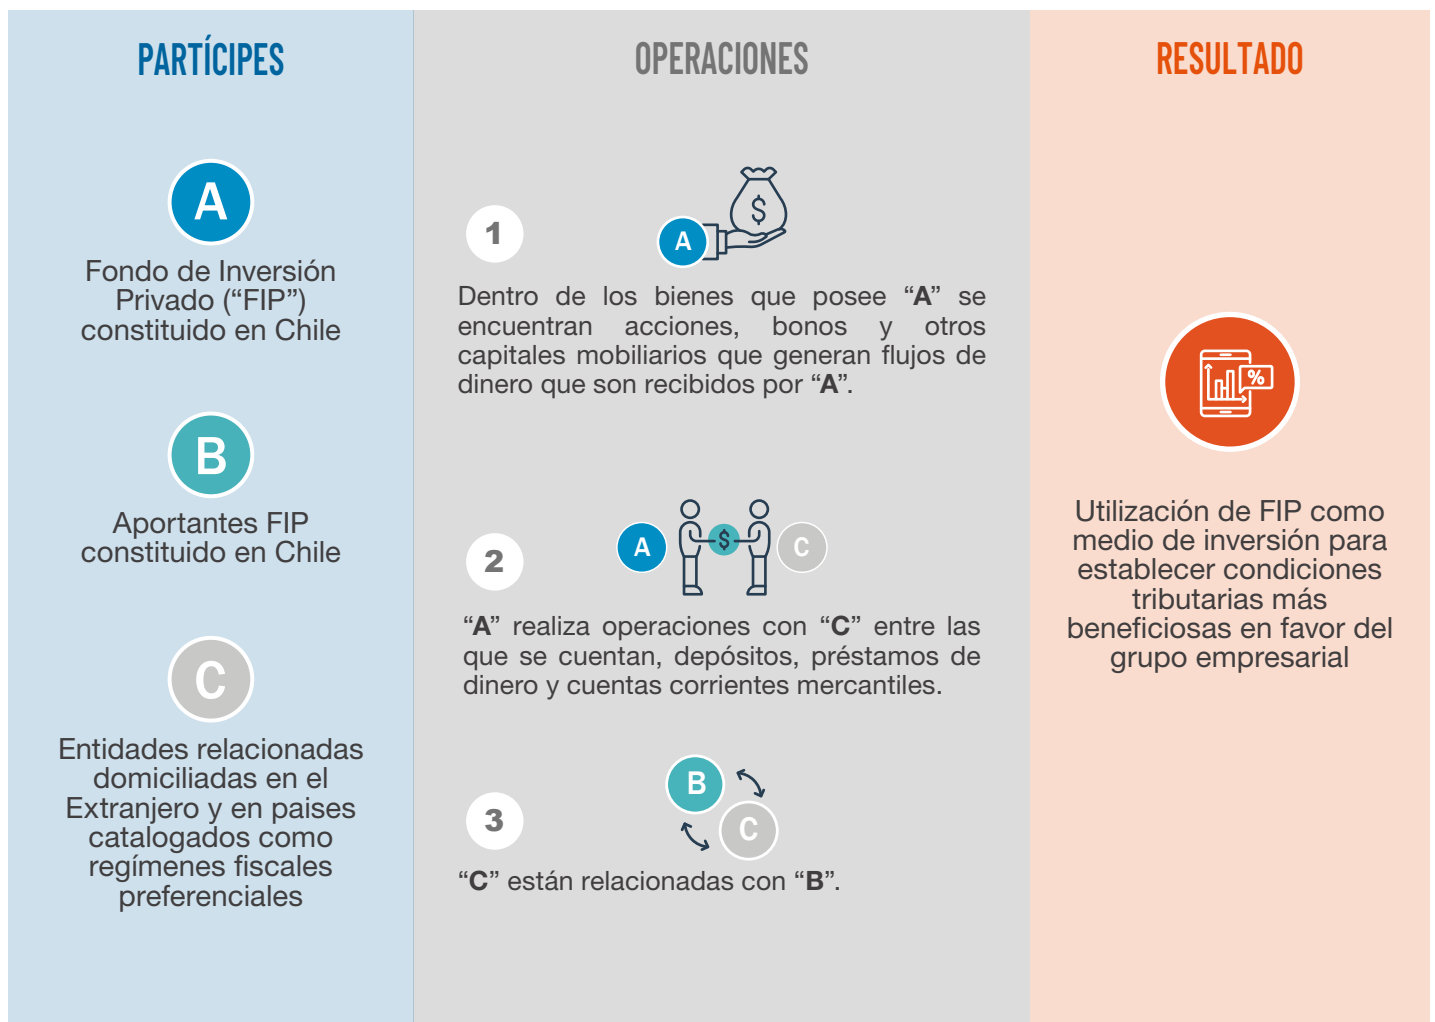 PARTÍCIPES
A
Fondo de Inversión
Privado (“FIP”)
constituido en Chile
B
Aportantes FIP
constituido en Chile
C
Entidades relacionadas
domiciliadas en el
Extranjero y en paises
catalogados como
regímenes fiscales
preferenciales
OPERACIONES
1
A
$
Dentro de los bienes que posee “A” se
encuentran acciones, bonos y otros
capitales mobiliarios que generan flujos de
dinero que son recibidos por “A”.
2
A
$
C
“A” realiza operaciones con “C” entre las
que se cuentan, depósitos, préstamos de
dinero y cuentas corrientes mercantiles.
3
B
C
“C” están relacionadas con “B”.
RESULTADO
%
Utilización de FIP como
medio de inversión para
establecer condiciones
tributarias más
beneficiosas en favor del
grupo empresarial